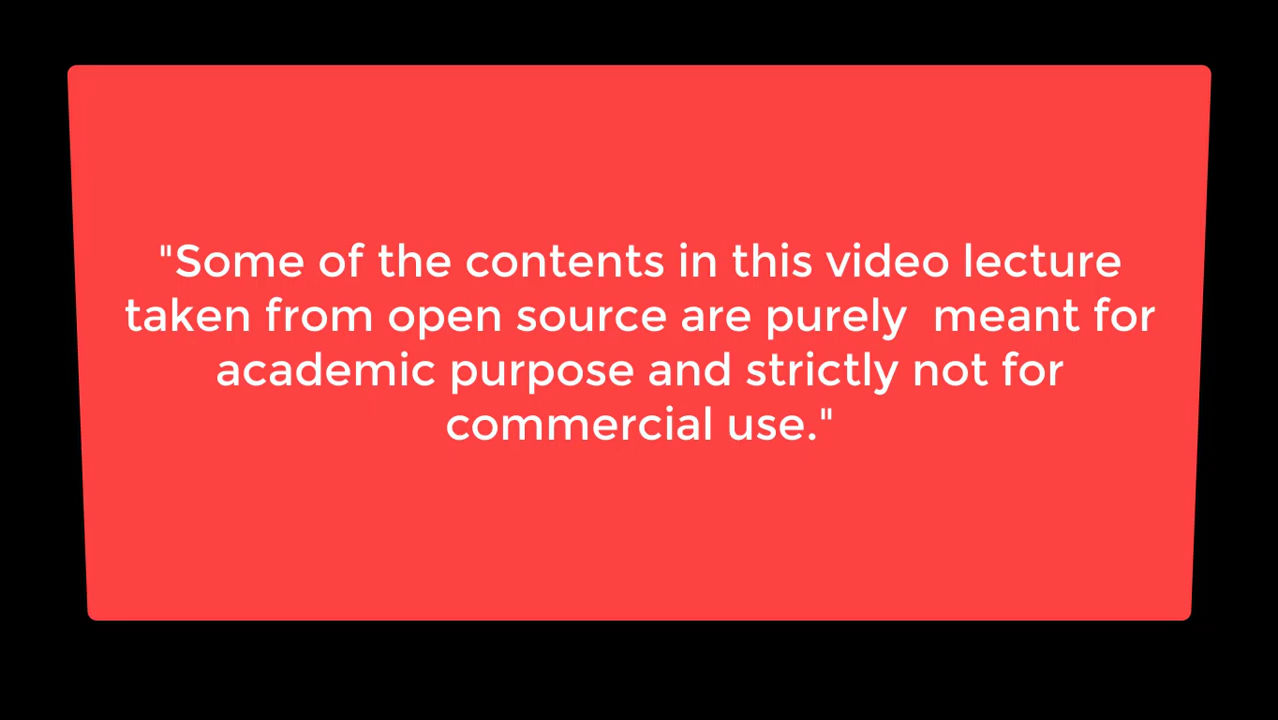 "Some of the contents in this video lecture
taken from open source are purely  meant for
academic purpose and strictly not for
commercial use."